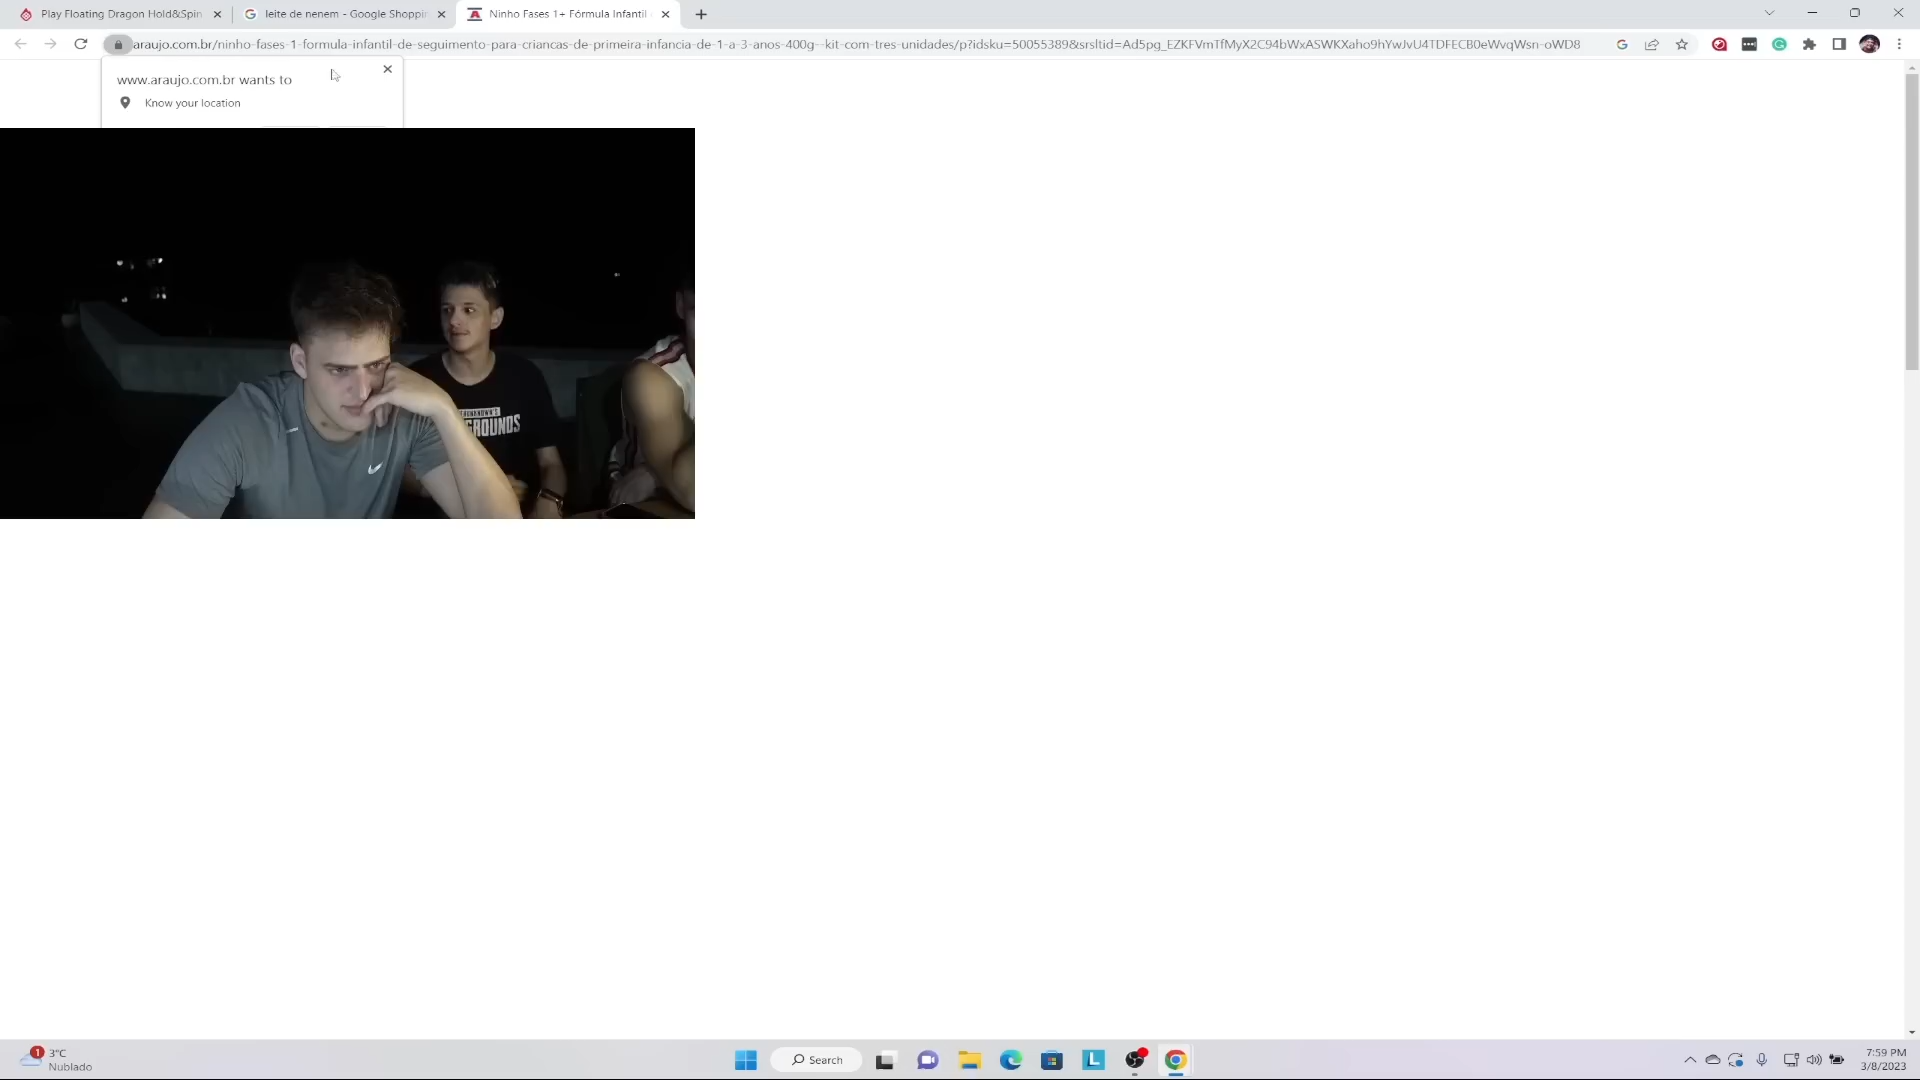 Play Floating Dragon Hold&Spin
leite de nenem - Google Shoppin
Ninho Fases 1+ Fórmula Infantil
araujo.com.br/ninho-fases-1-formula-infantil-de-seguimento-para-criancas-de-primeira-infancia-de-1-a-3-anos-400g--kit-com-tres-unidades/p?idsku=50055389&srsltid=Ad5pg_EZKFVmTfMyX2C94bWxASWKXaho9hYwJvU4TDFECB0eWvqWsn-oWD8
www.araujo.com.br wants to
Know your location
GROUNDS
1
3°C
Nublado
Search
L
7:59 PM
3/8/2023